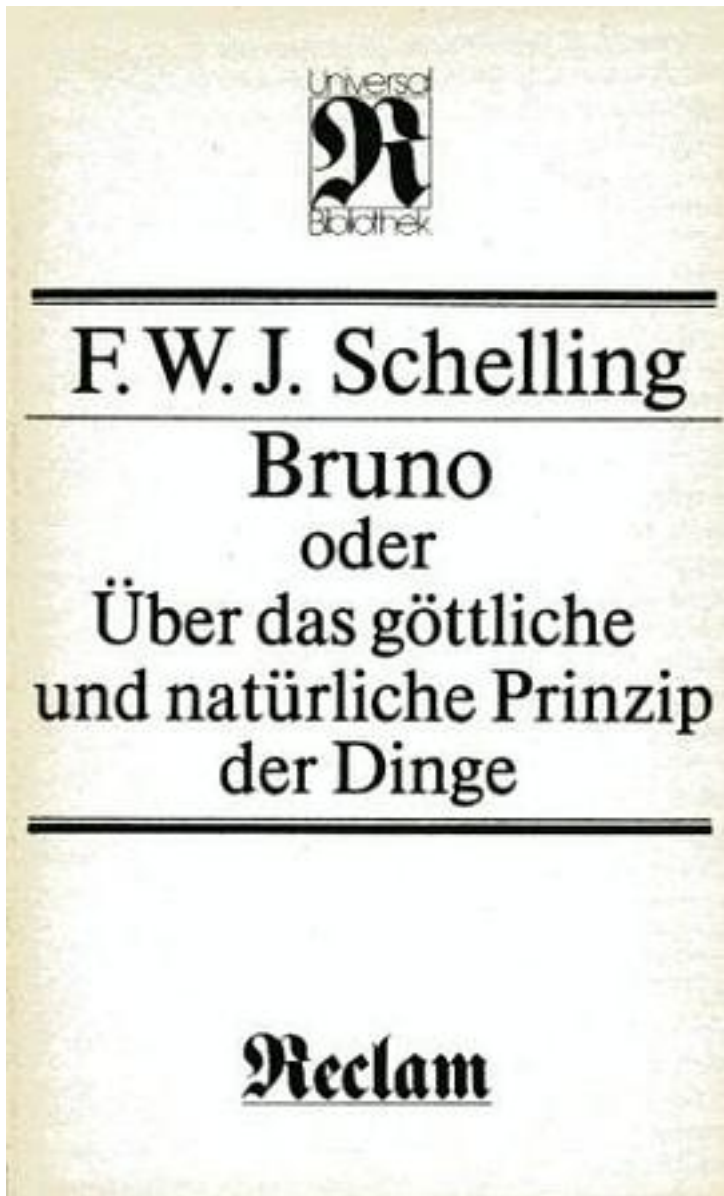 Universal
R
Bibliothek
F. W. J. Schelling
Bruno
oder
Über das göttliche
und natürliche Prinzip
der Dinge
Reclam